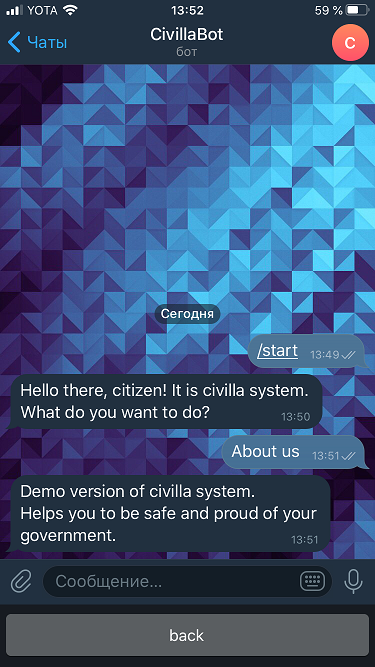 YOTA 13:52 59 %
Чаты CivillaBot C
бот
Сегодня
/start 13:49
Hello there, citizen! It is civilla system.
What do you want to do? 13:50
About us 13:51
Demo version of civilla system.
Helps you to be safe and proud of your
government. 13:51
Сообщение...
back